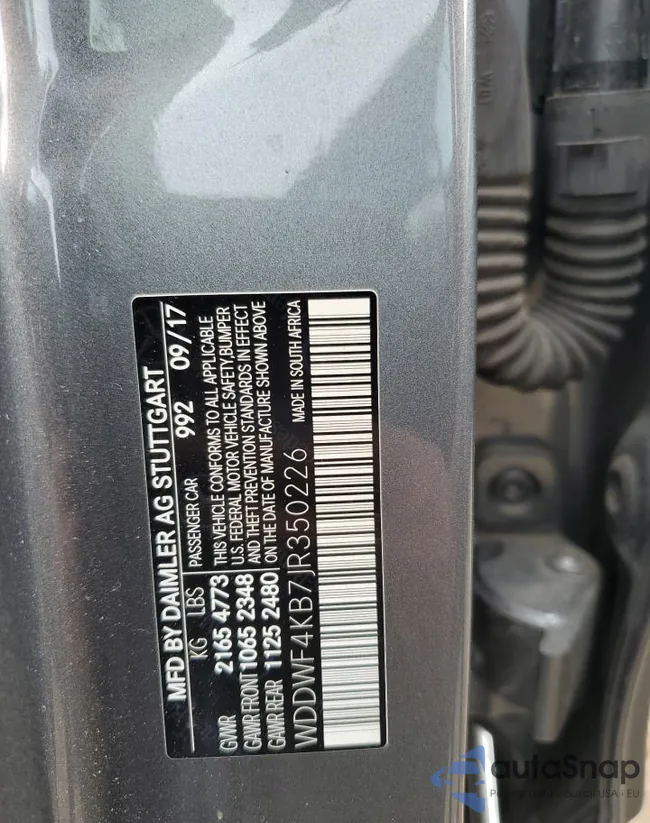 MFD BY DAIMLER AG STUTTGART
992 09/17
KG LBS PASSENGER CAR
GVWR 2165 4773 THIS VEHICLE CONFORMS TO ALL APPLICABLE
U.S. FEDERAL MOTOR VEHICLE SAFETY,BUMPER
GAWR FRONT 1065 2348 AND THEFT PREVENTION STANDARDS IN EFFECT
GAWR REAR 1125 2480 ON THE DATE OF MANUFACTURE SHOWN ABOVE
WDDWF4KB7JR350226 MADE IN SOUTH AFRICA
autoSnap